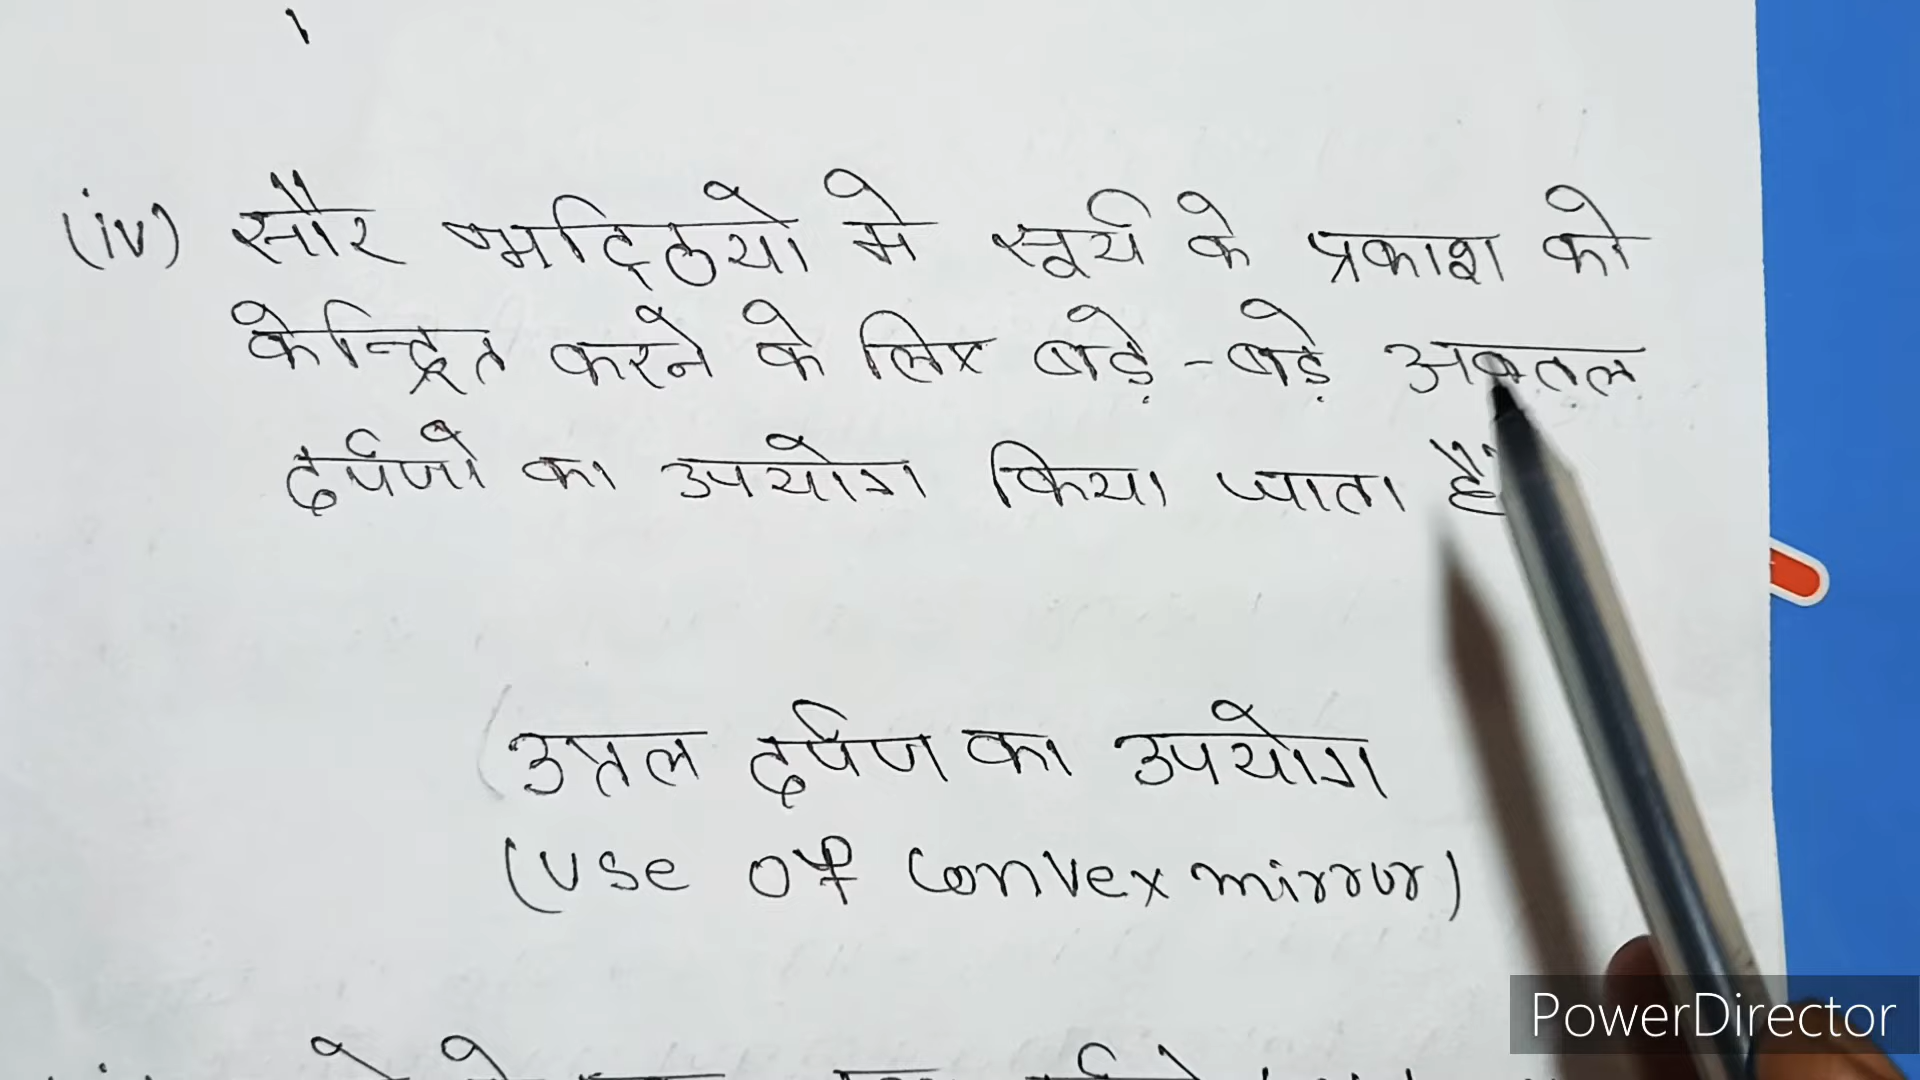 (iv) सौर भट्ठियो मे सूर्य के प्रकाश को
केन्द्रित करने के लिए बड़े - बड़े अवतल
दर्पणो का उपयोग किया जाता है
उत्तल दर्पण का उपयोग
(use of convex mirror)
PowerDirector